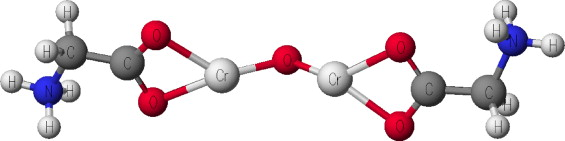 H H
O O H N H
H C C O
Cr Cr
H N H C C H
O O H
H